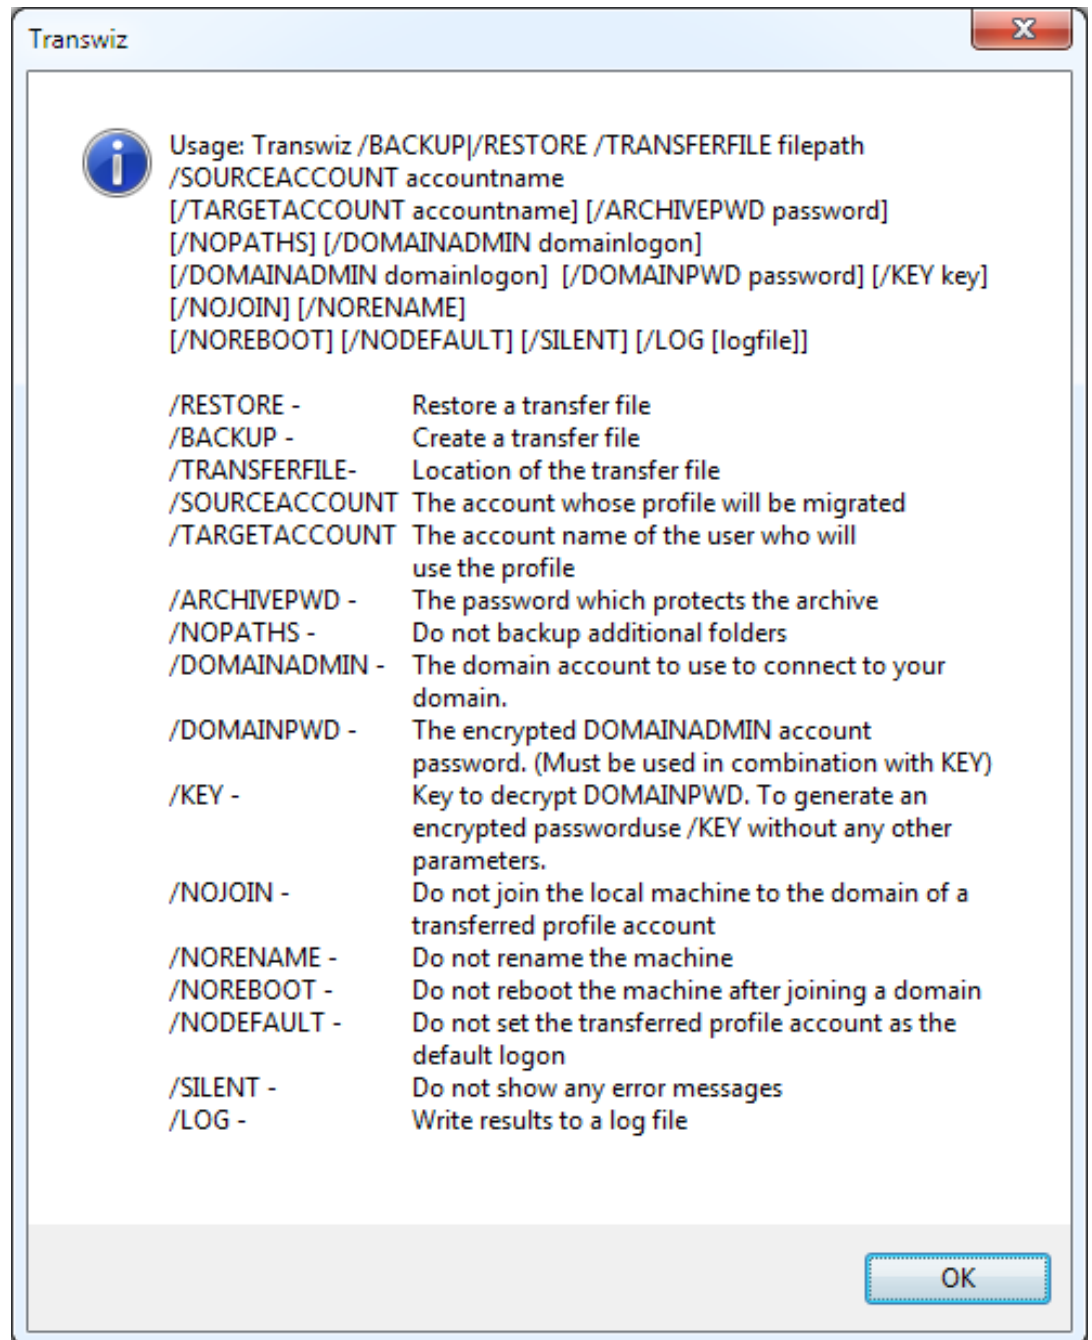 Transwiz
Usage: Transwiz /BACKUP|/RESTORE /TRANSFERFILE filepath
/SOURCEACCOUNT accountname
[/TARGETACCOUNT accountname] [/ARCHIVEPWD password]
[/NOPATHS] [/DOMAINADMIN domainlogon]
[/DOMAINADMIN domainlogon]  [/DOMAINPWD password] [/KEY key]
[/NOJOIN] [/NORENAME]
[/NOREBOOT] [/NODEFAULT] [/SILENT] [/LOG [logfile]]
/RESTORE - Restore a transfer file
/BACKUP - Create a transfer file
/TRANSFERFILE- Location of the transfer file
/SOURCEACCOUNT The account whose profile will be migrated
/TARGETACCOUNT The account name of the user who will
use the profile
/ARCHIVEPWD - The password which protects the archive
/NOPATHS - Do not backup additional folders
/DOMAINADMIN - The domain account to use to connect to your
domain.
/DOMAINPWD - The encrypted DOMAINADMIN account
password. (Must be used in combination with KEY)
/KEY - Key to decrypt DOMAINPWD. To generate an
encrypted passworduse /KEY without any other
parameters.
/NOJOIN - Do not join the local machine to the domain of a
transferred profile account
/NORENAME - Do not rename the machine
/NOREBOOT - Do not reboot the machine after joining a domain
/NODEFAULT - Do not set the transferred profile account as the
default logon
/SILENT - Do not show any error messages
/LOG - Write results to a log file
OK